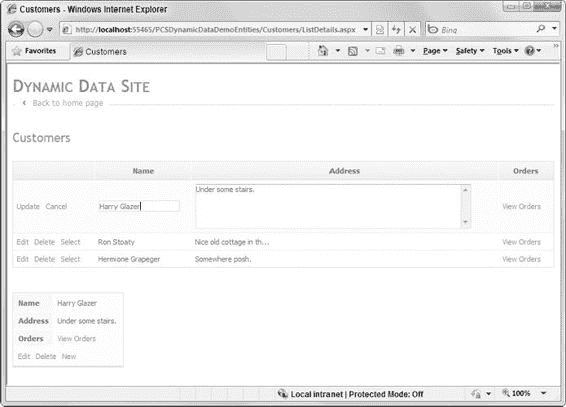 Customers - Windows Internet Explorer
http://localhost:55465/PCSDynamicDataDemoEntities/Customers/ListDetails.aspx
Bing
Favorites
Customers
Page
Safety
Tools
DYNAMIC DATA SITE
Back to home page
Customers
Name Address Orders
Update Cancel Harry Glazer Under some stairs. View Orders
Edit Delete Select Ron Stoaty Nice old cottage in th... View Orders
Edit Delete Select Hermione Grapeger Somewhere posh. View Orders
Name Harry Glazer
Address Under some stairs.
Orders View Orders
Edit Delete New
Local intranet | Protected Mode: Off
100%